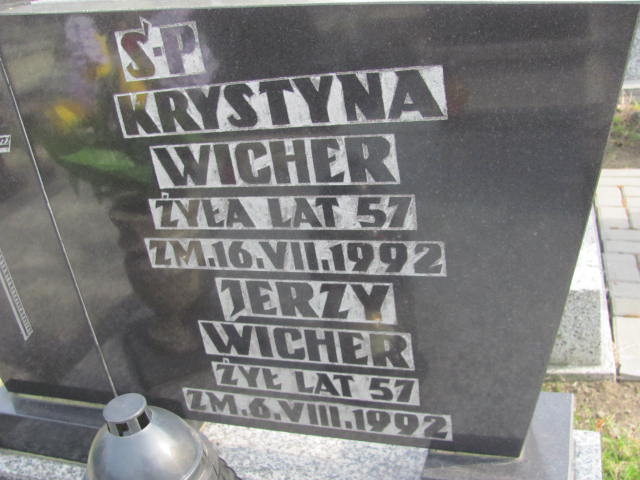 Ś.P
KRYSTYNA
WICHER
ŻYŁA LAT 57
ZM.16.VII.1992
JERZY
WICHER
ŻYŁ LAT 57
ZM.6.VIII.1992